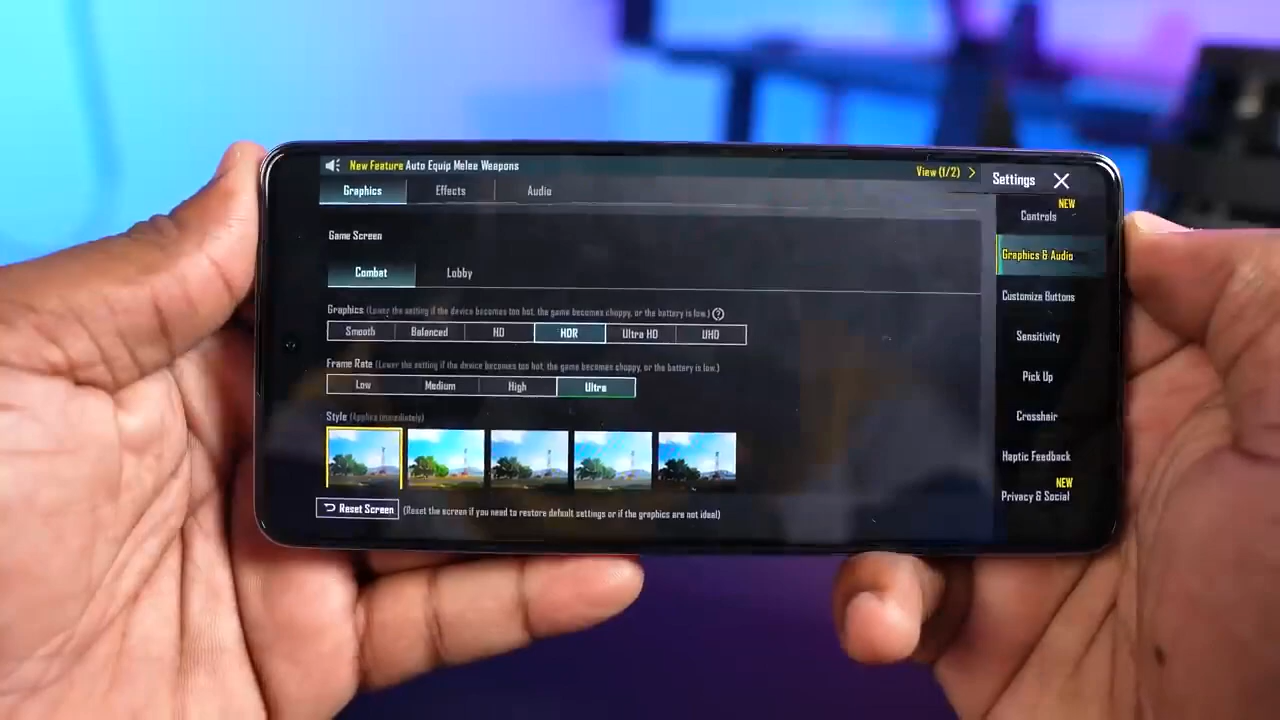 New Feature Auto Equip Melee Weapons
View (1/2) >
Settings
Graphics
Effects
Audio
NEW
Controls
Game Screen
Graphics & Audio
Combat
Lobby
Customize Buttons
Graphics (Lower the setting if the device becomes too hot, the game becomes choppy, or the battery is low.) ?
Smooth
Balanced
HD
HDR
Ultra HD
UHD
Sensitivity
Frame Rate (Lower the setting if the device becomes too hot, the game becomes choppy, or the battery is low.)
Low
Medium
High
Ultra
Pick Up
Style (Applies immediately)
Crosshair
Haptic Feedback
NEW
Privacy & Social
Reset Screen
(Reset the screen if you need to restore default settings or if the graphics are not ideal)